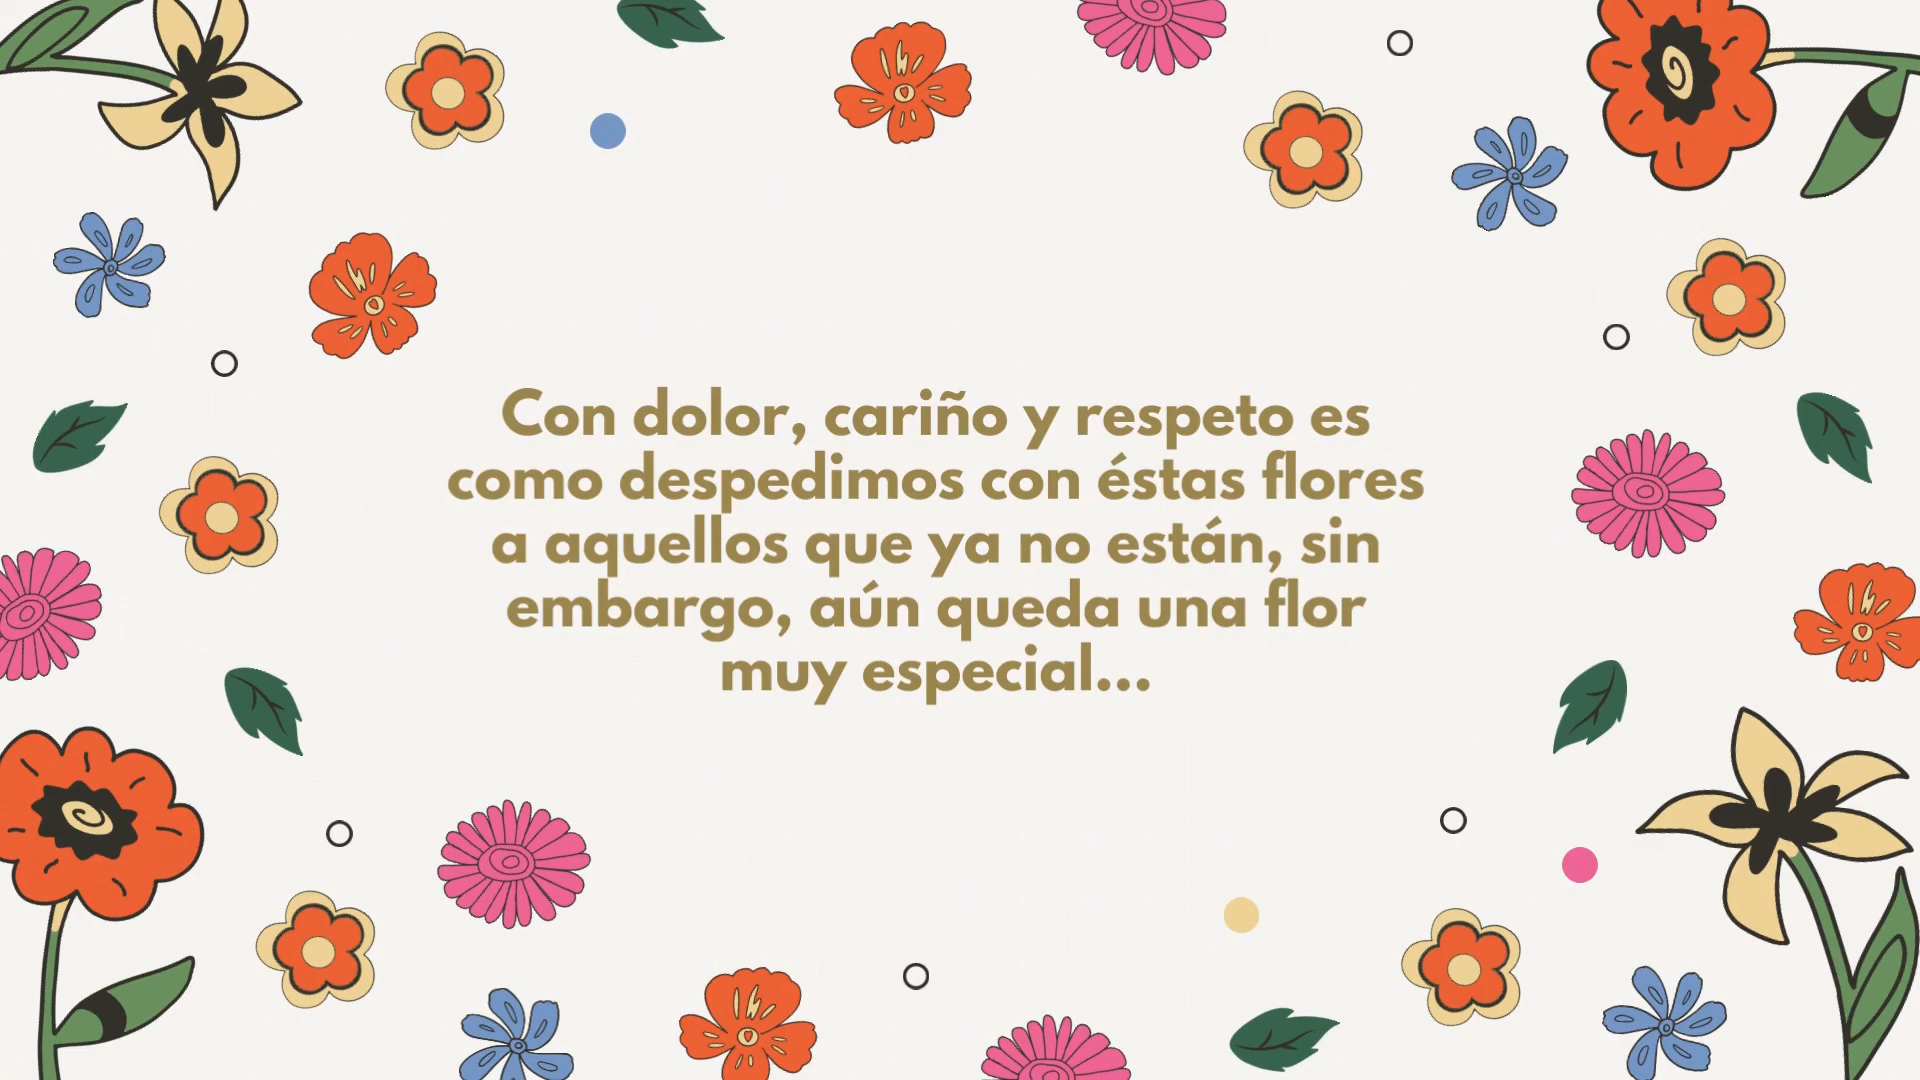 Con dolor, cariño y respeto es
como despedimos con éstas flores
a aquellos que ya no están, sin
embargo, aún queda una flor
muy especial...